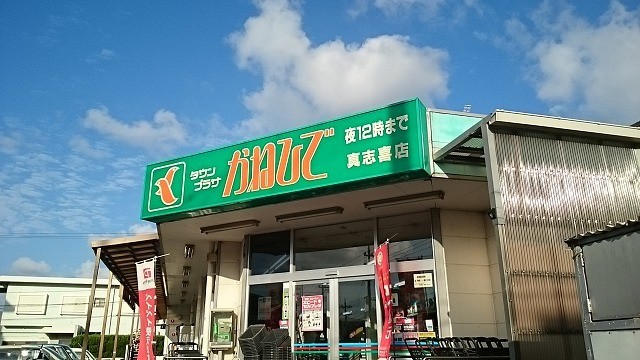 タウン
プラザ
かねひで
夜12時まで
真志喜店